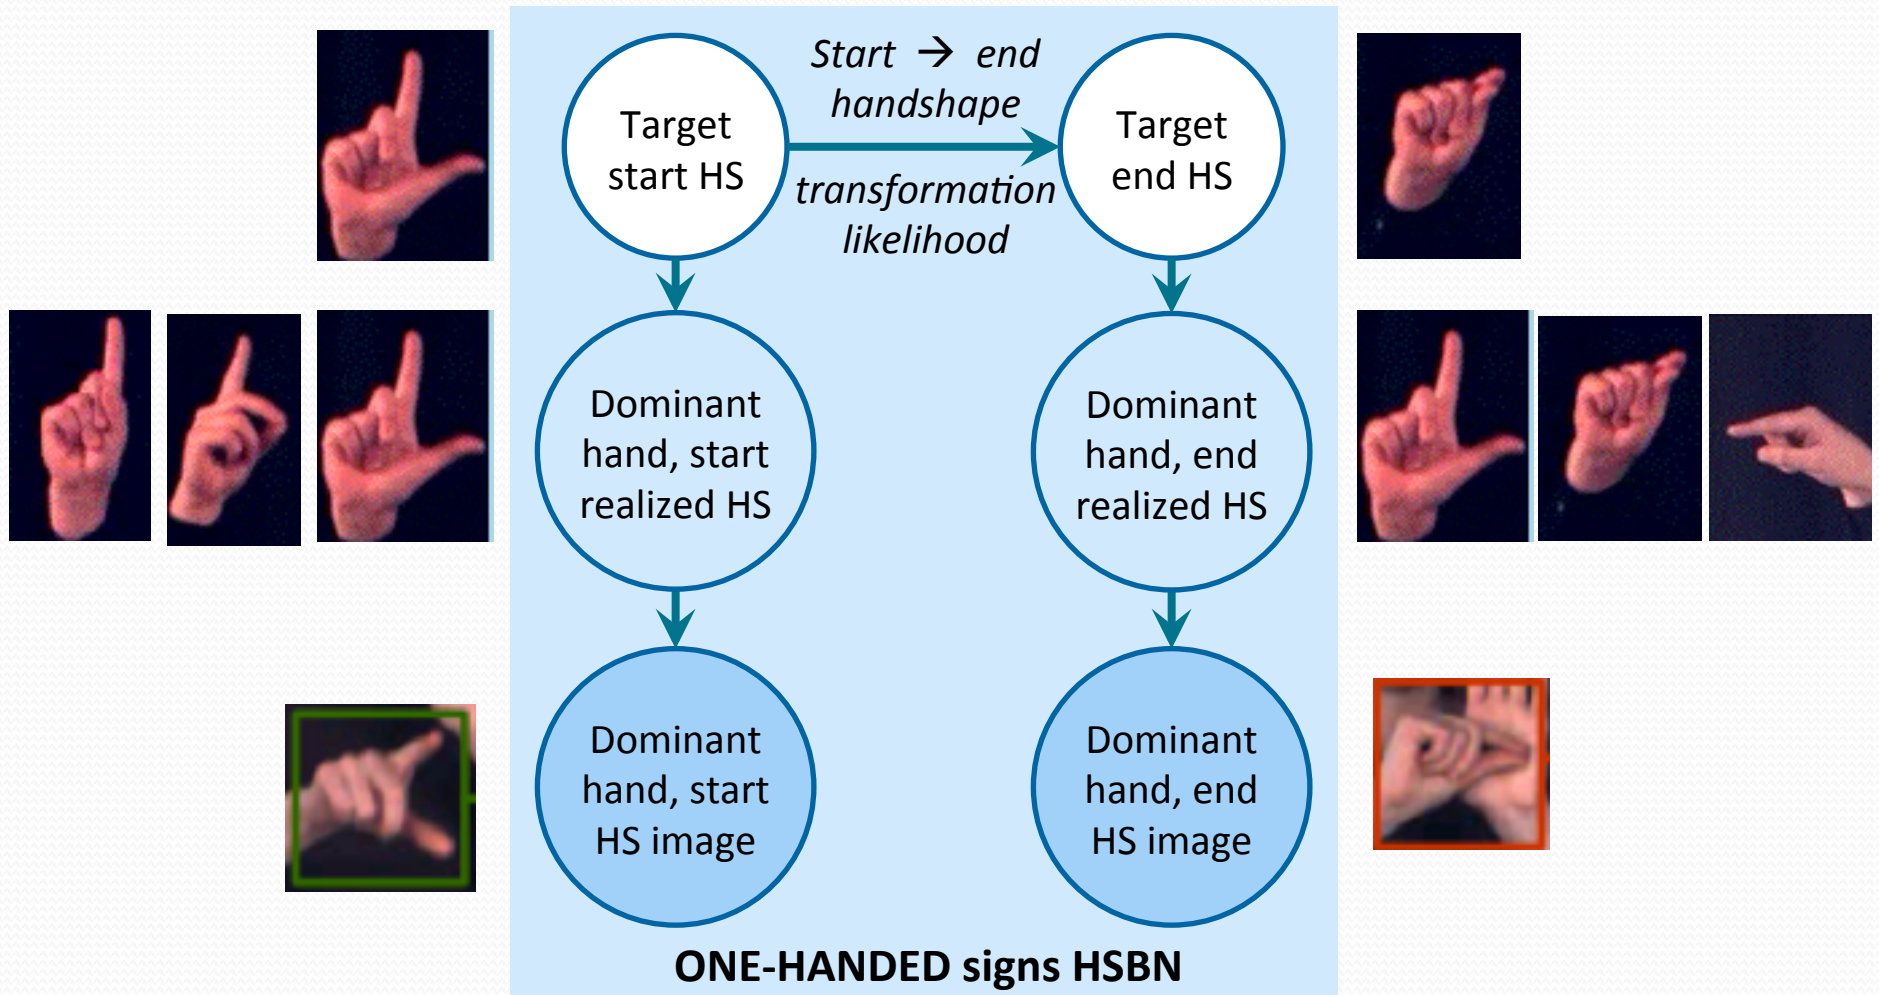 Target
start HS
Start → end
handshape
transformation
likelihood
Target
end HS
Dominant
hand, start
realized HS
Dominant
hand, end
realized HS
Dominant
hand, start
HS image
Dominant
hand, end
HS image
ONE-HANDED signs HSBN